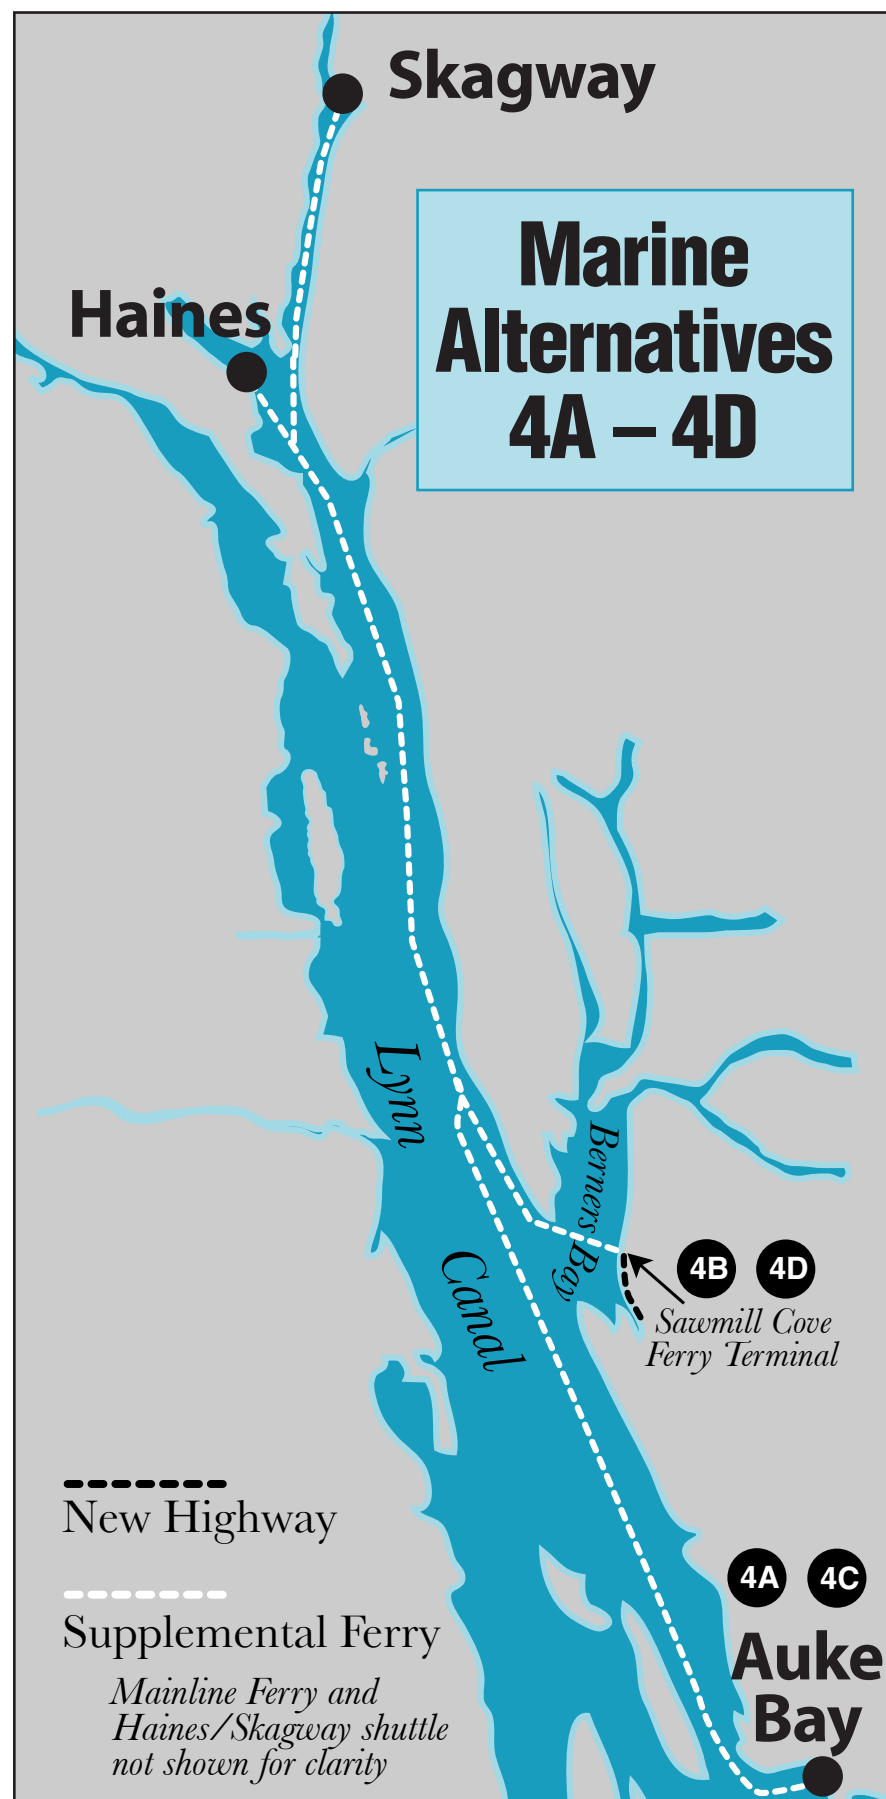 Skagway
Marine
Alternatives
4A – 4D
Haines
Lynn
Canal
Berners Bay
4B 4D
Sawmill Cove
Ferry Terminal
New Highway
Supplemental Ferry
Mainline Ferry and
Haines/Skagway shuttle
not shown for clarity
4A 4C
Auke
Bay